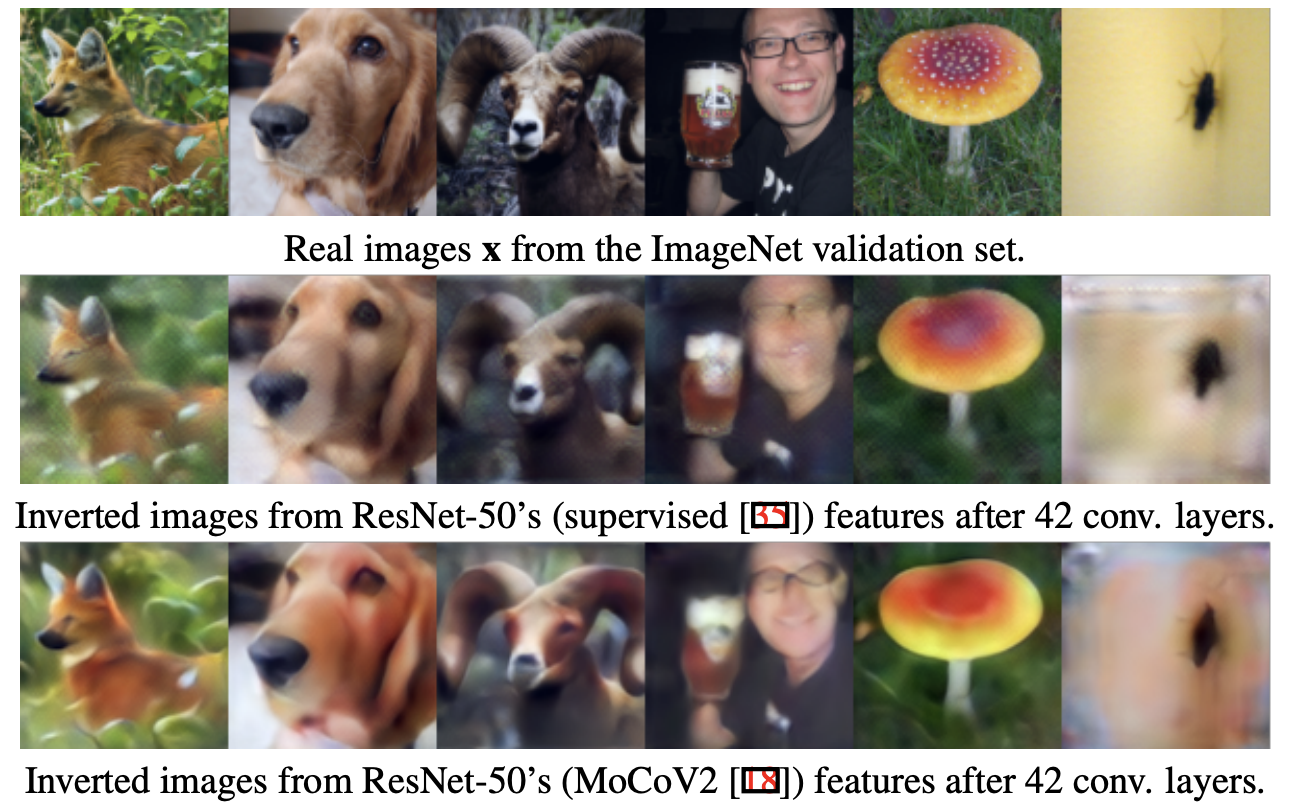 Real images x from the ImageNet validation set.
Inverted images from ResNet-50's (supervised [35]) features after 42 conv. layers.
Inverted images from ResNet-50's (MoCoV2 [18]) features after 42 conv. layers.